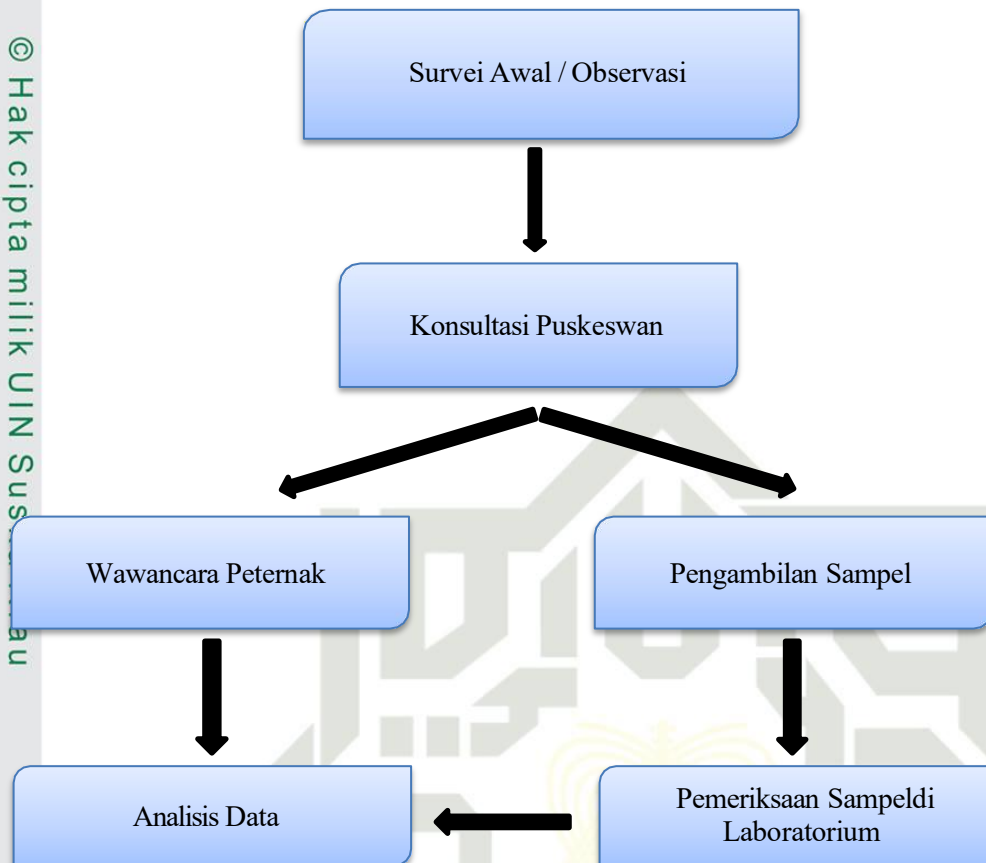 © Hak cipta milik UIN Sus
au
Survei Awal / Observasi
Konsultasi Puskeswan
Wawancara Peternak
Pengambilan Sampel
Analisis Data
Pemeriksaan Sampeldi
Laboratorium